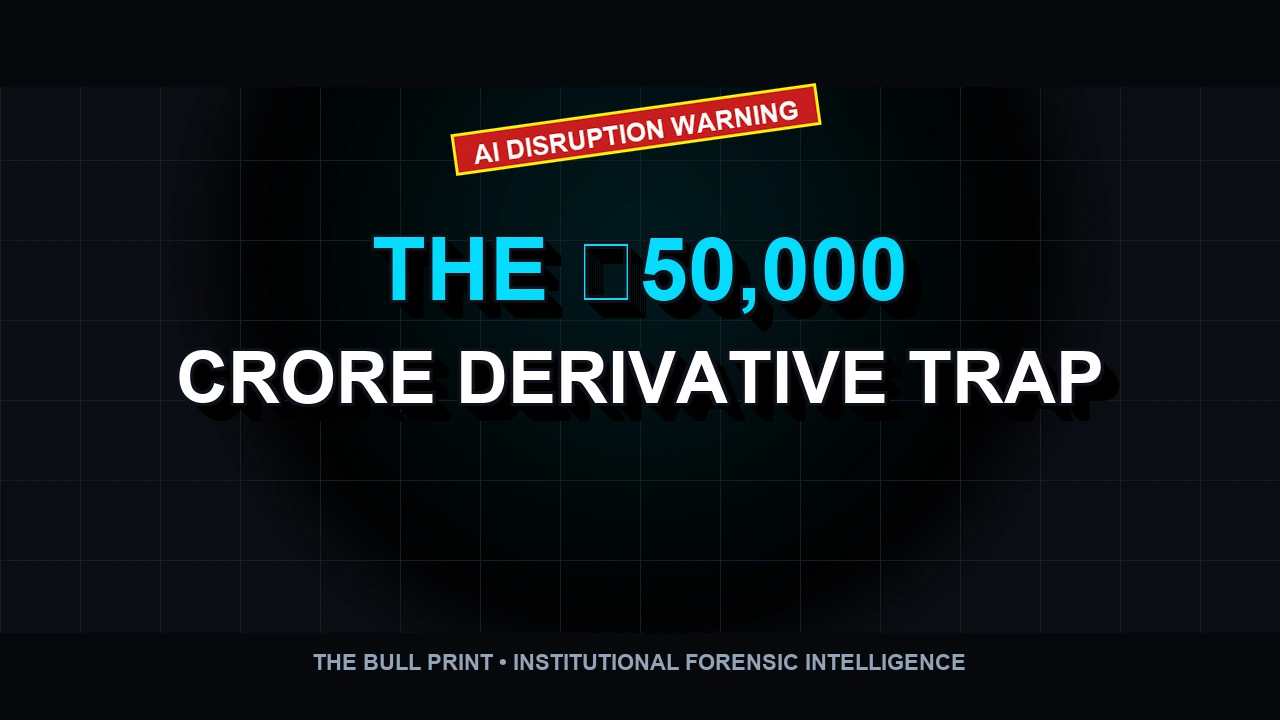 AI DISRUPTION WARNING
THE □50,000
CRORE DERIVATIVE TRAP
THE BULL PRINT • INSTITUTIONAL FORENSIC INTELLIGENCE